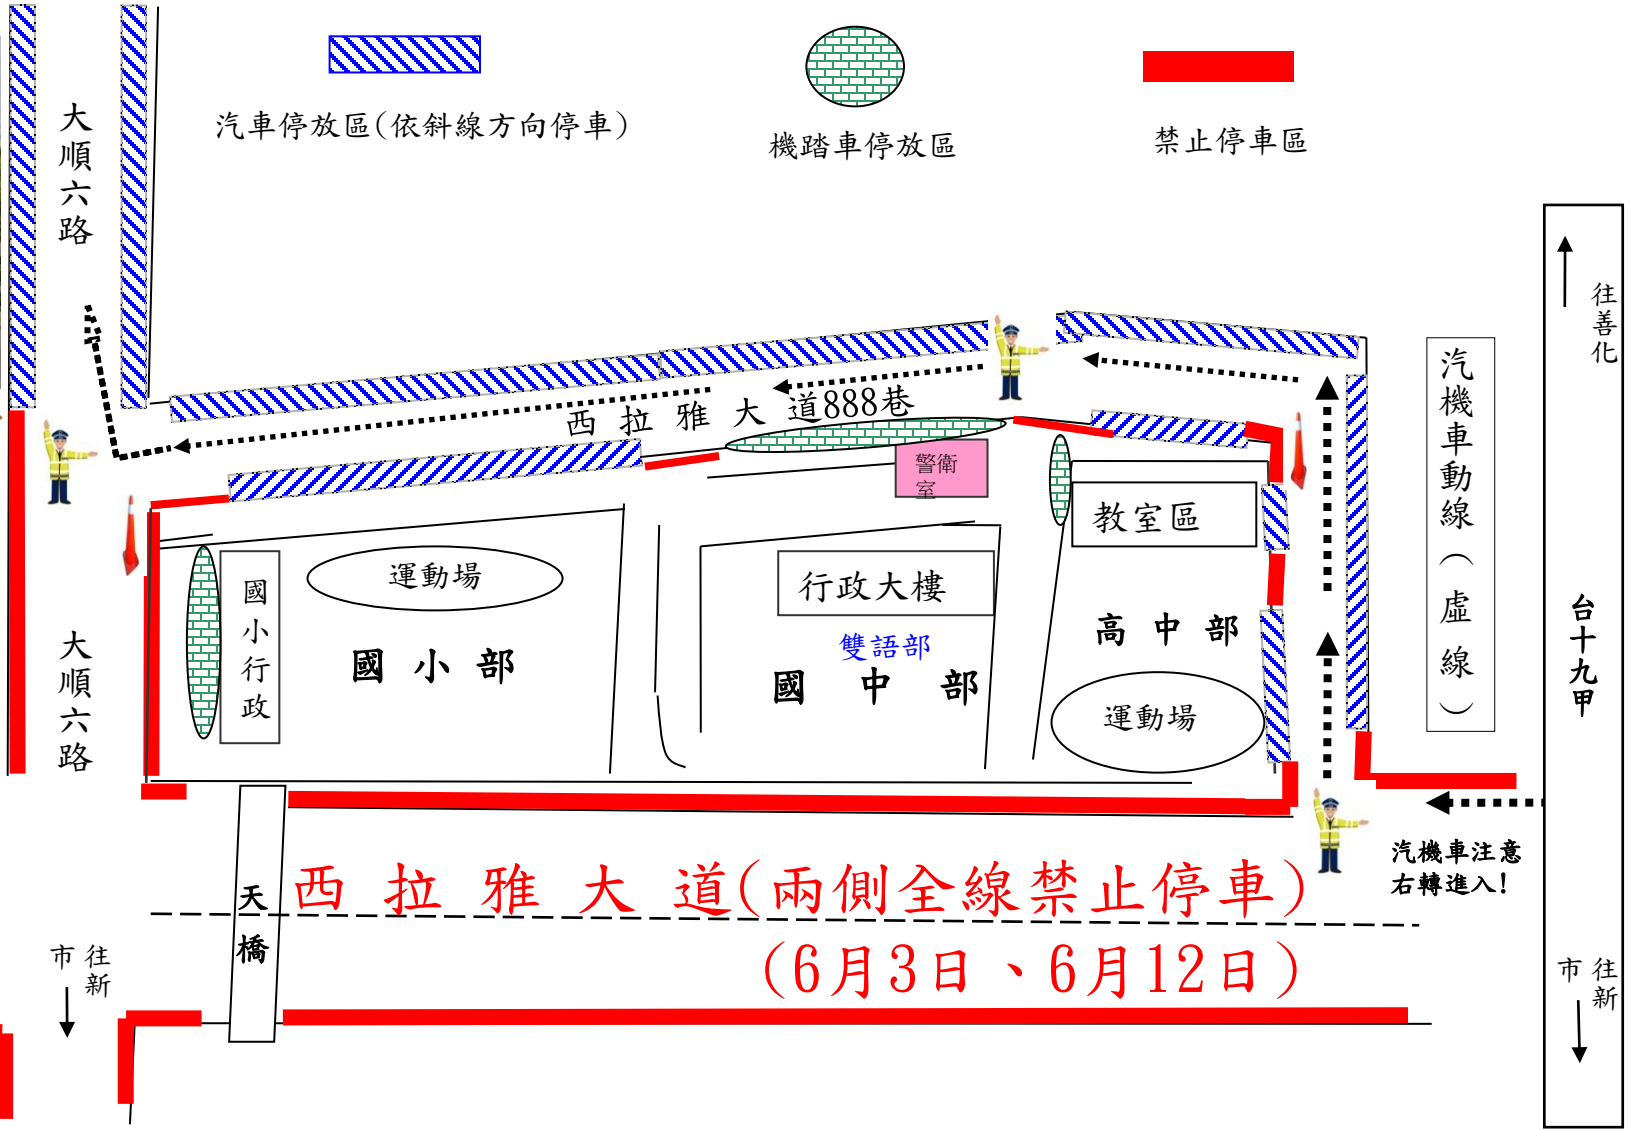 汽車停放區(依斜線方向停車)
機踏車停放區
禁止停車區
大順六路
往善化
汽機車動線（虛線）
西拉雅大道888巷
警衛
室
教室區
行政大樓
雙語部
國中部
運動場
國小部
國小行政
高中部
運動場
大順六路
台十九甲
汽機車注意
右轉進入!
天橋
西拉雅大道(兩側全線禁止停車)
(6月3日、6月12日)
往新
市
往新
市